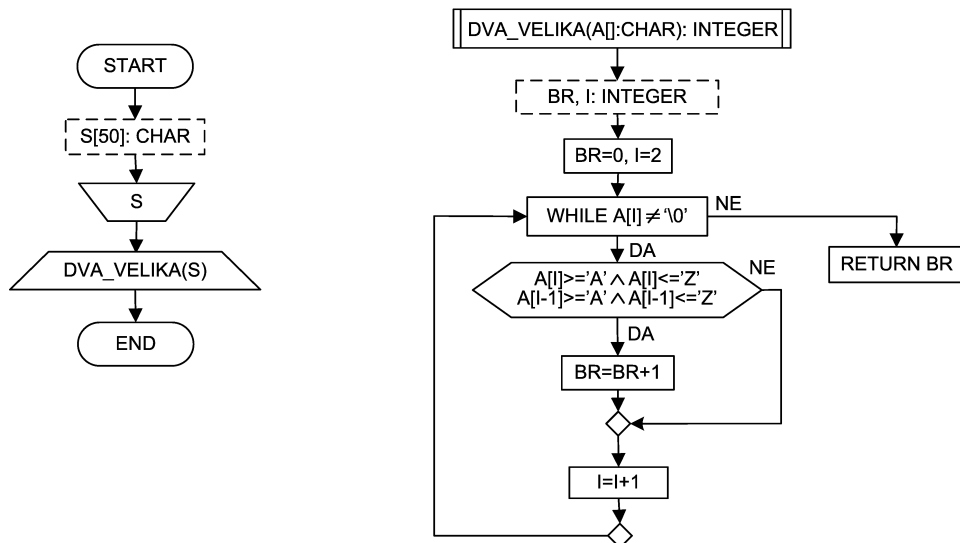 START
S[50]: CHAR
S
DVA_VELIKA(S)
END
DVA_VELIKA(A[]:CHAR): INTEGER
BR, I: INTEGER
BR=0, I=2
WHILE A[I] ≠ ‘\0’
NE
RETURN BR
DA
A[I]>=’A’ ∧ A[I]<=’Z’
A[I-1]>=’A’ ∧ A[I-1]<=’Z’
NE
DA
BR=BR+1
I=I+1